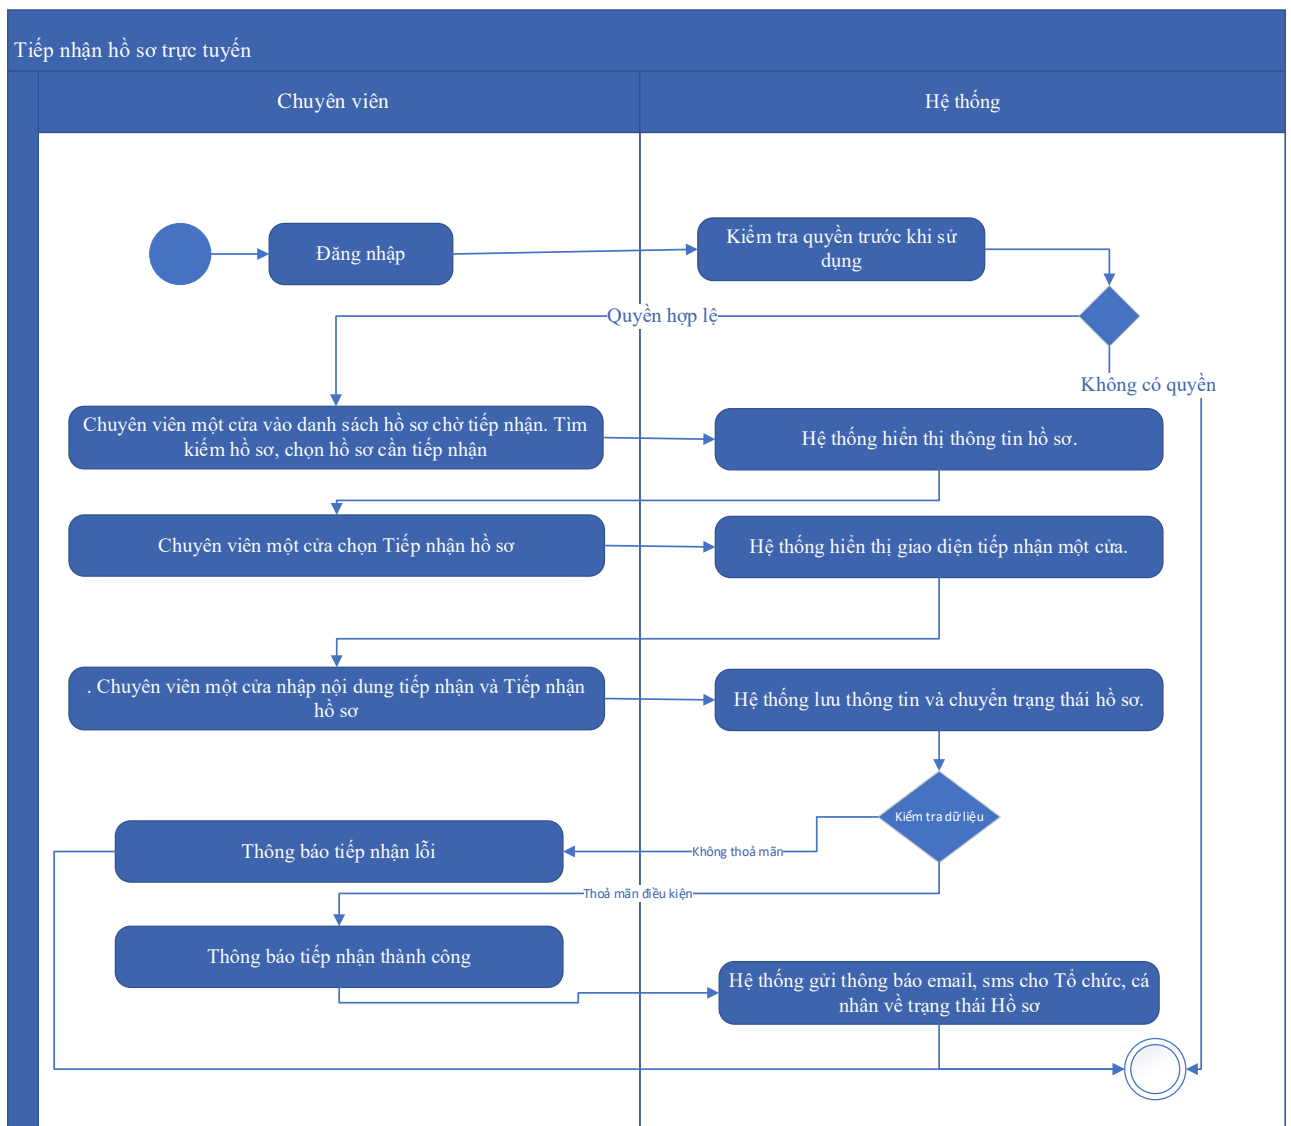 Tiếp nhận hồ sơ trực tuyến
Chuyên viên
Hệ thống
Đăng nhập
Kiểm tra quyền trước khi sử
dụng
Quyền hợp lệ
Không có quyền
Chuyên viên một cửa vào danh sách hồ sơ chờ tiếp nhận. Tìm
kiếm hồ sơ, chọn hồ sơ cần tiếp nhận
Hệ thống hiển thị thông tin hồ sơ.
Chuyên viên một cửa chọn Tiếp nhận hồ sơ
Hệ thống hiển thị giao diện tiếp nhận một cửa.
. Chuyên viên một cửa nhập nội dung tiếp nhận và Tiếp nhận
hồ sơ
Hệ thống lưu thông tin và chuyển trạng thái hồ sơ.
Kiểm tra dữ liệu
Thông báo tiếp nhận lỗi
Không thoả mãn
Thoả mãn điều kiện
Thông báo tiếp nhận thành công
Hệ thống gửi thông báo email, sms cho Tổ chức, cá
nhân về trạng thái Hồ sơ